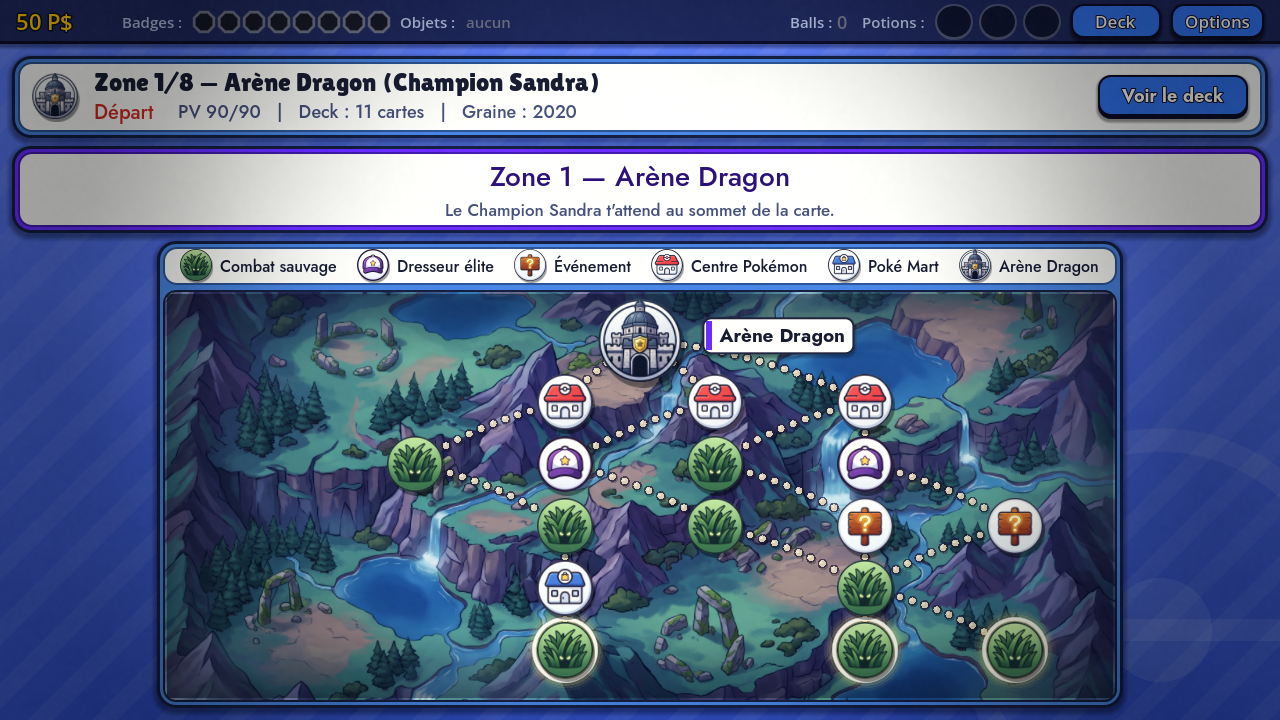 50 P$ Badges : Objets : aucun Balls : 0 Potions : Deck Options
Zone 1/8 — Arène Dragon (Champion Sandra)
Départ PV 90/90 | Deck : 11 cartes | Graine : 2020
Voir le deck
Zone 1 — Arène Dragon
Le Champion Sandra t'attend au sommet de la carte.
Combat sauvage Dresseur élite Événement Centre Pokémon Poké Mart Arène Dragon
Arène Dragon